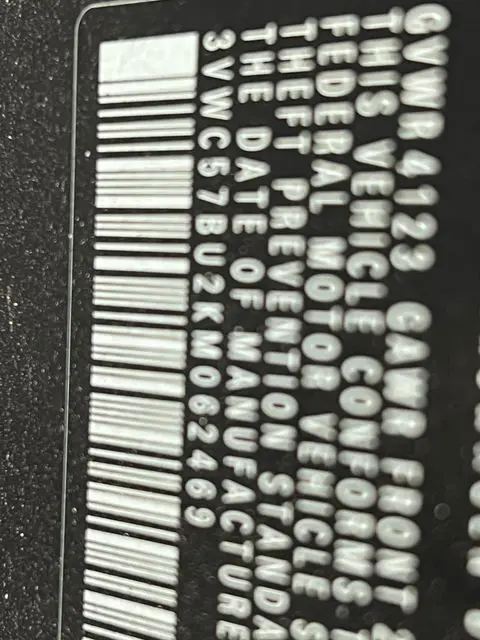 GVWR 4123 GAWR FRONT
THIS VEHICLE CONFORMS T
FEDERAL MOTOR VEHICLE S
THEFT PREVENTION STANDA
THE DATE OF MANUFACTURE
3VWC57BU2KM062469